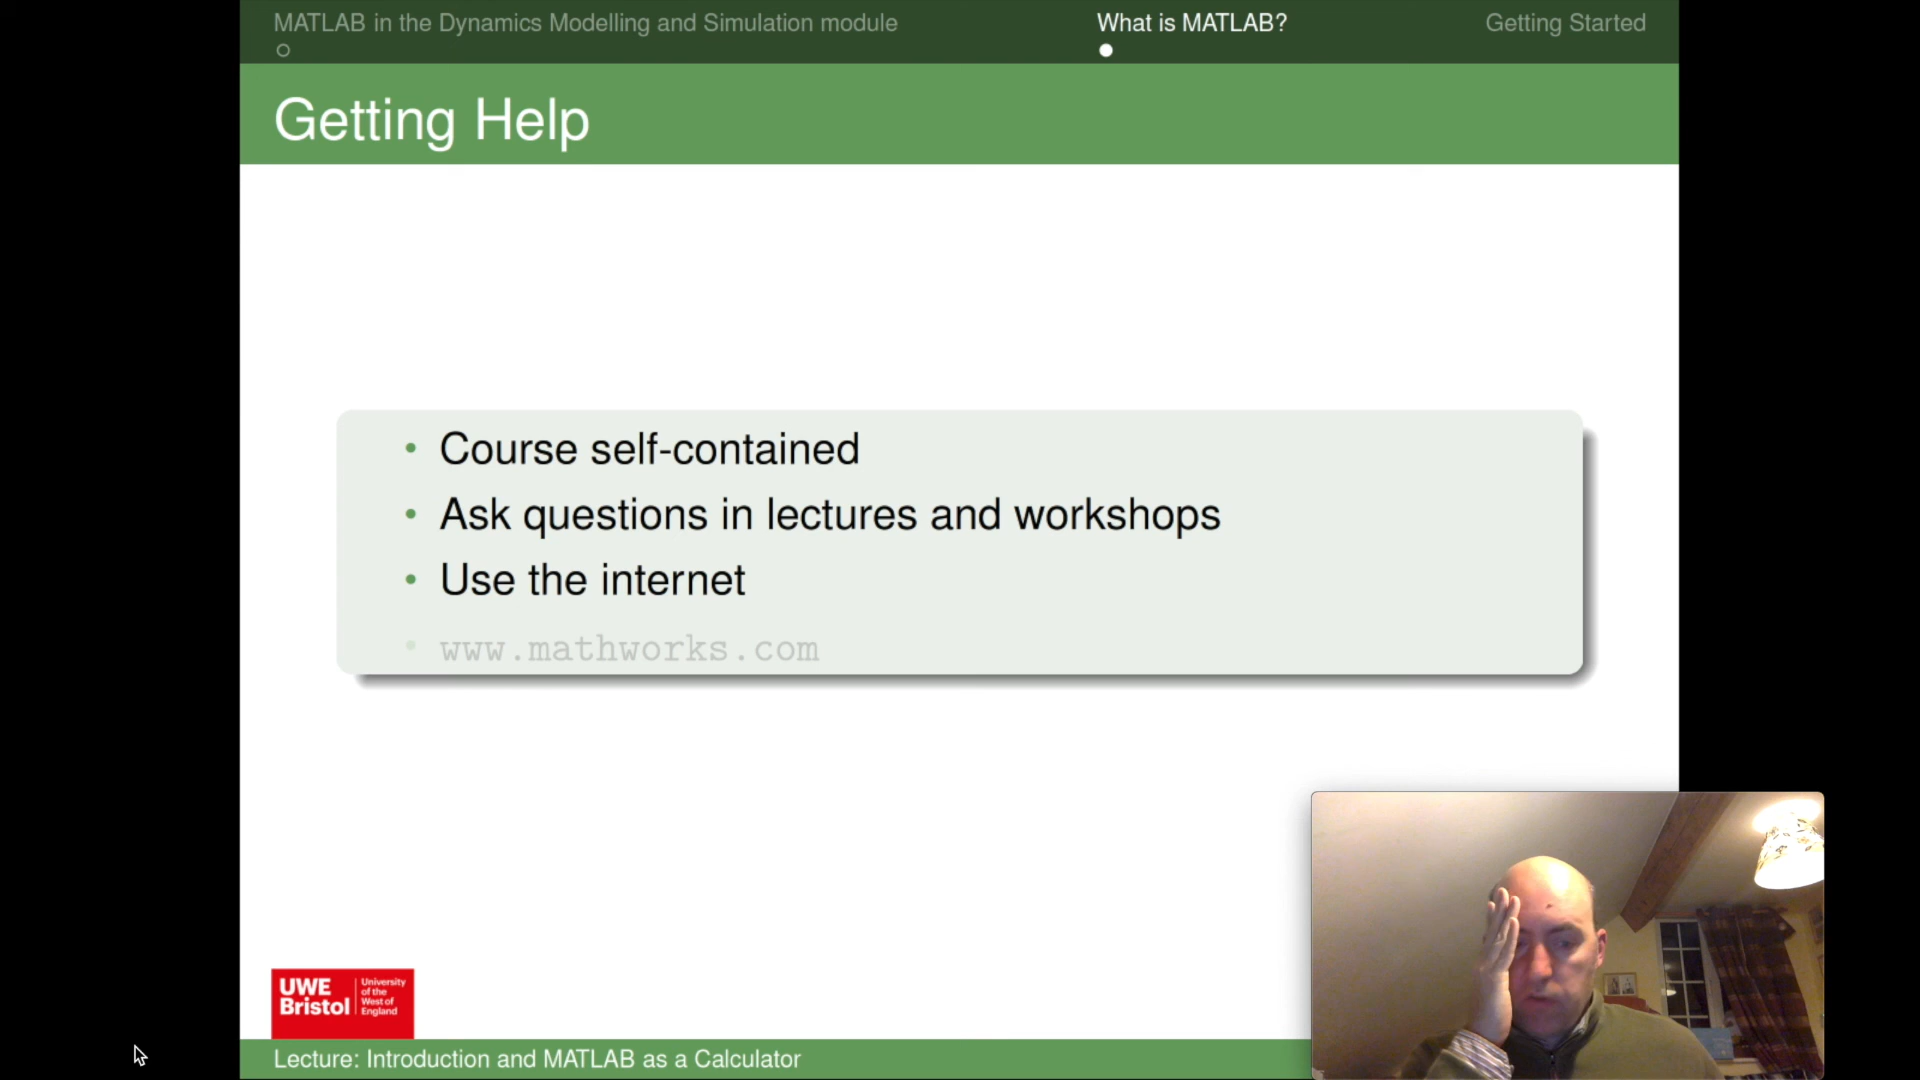 MATLAB in the Dynamics Modelling and Simulation module
What is MATLAB?
Getting Started
Getting Help
• Course self-contained
• Ask questions in lectures and workshops
• Use the internet
• www.mathworks.com
UWE
Bristol
University
of the
West of
England
Lecture: Introduction and MATLAB as a Calculator